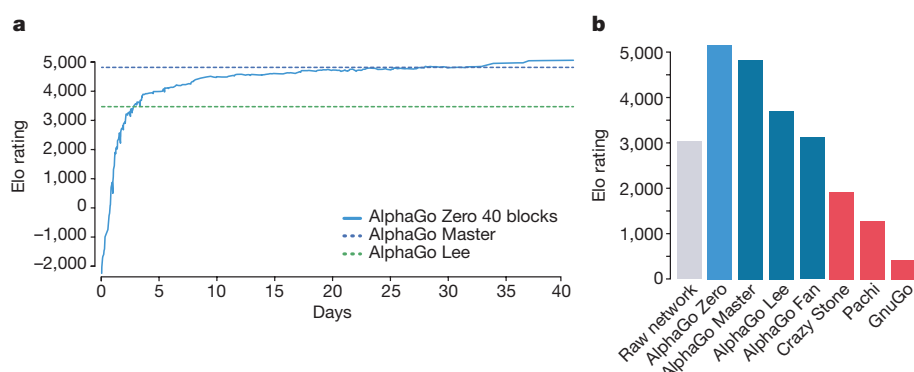 a
5,000
4,000
3,000
2,000
1,000
0
−1,000
−2,000
Elo rating
AlphaGo Zero 40 blocks
AlphaGo Master
AlphaGo Lee
0 5 10 15 20 25 30 35 40
Days
b
5,000
4,000
3,000
2,000
1,000
0
Elo rating
Raw network
AlphaGo Zero
AlphaGo Master
AlphaGo Lee
AlphaGo Fan
Crazy Stone
Pachi
GnuGo